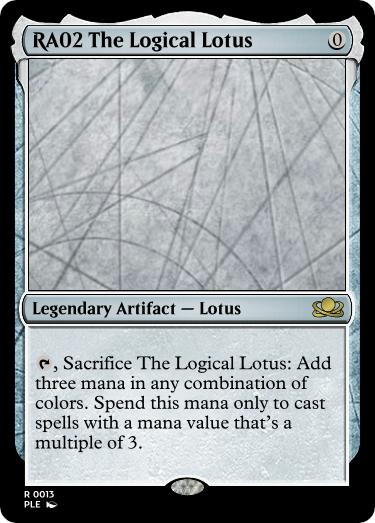 RA02 The Logical Lotus 0
Legendary Artifact — Lotus
, Sacrifice The Logical Lotus: Add
three mana in any combination of
colors. Spend this mana only to cast
spells with a mana value that's a
multiple of 3.
R 0013
PLE